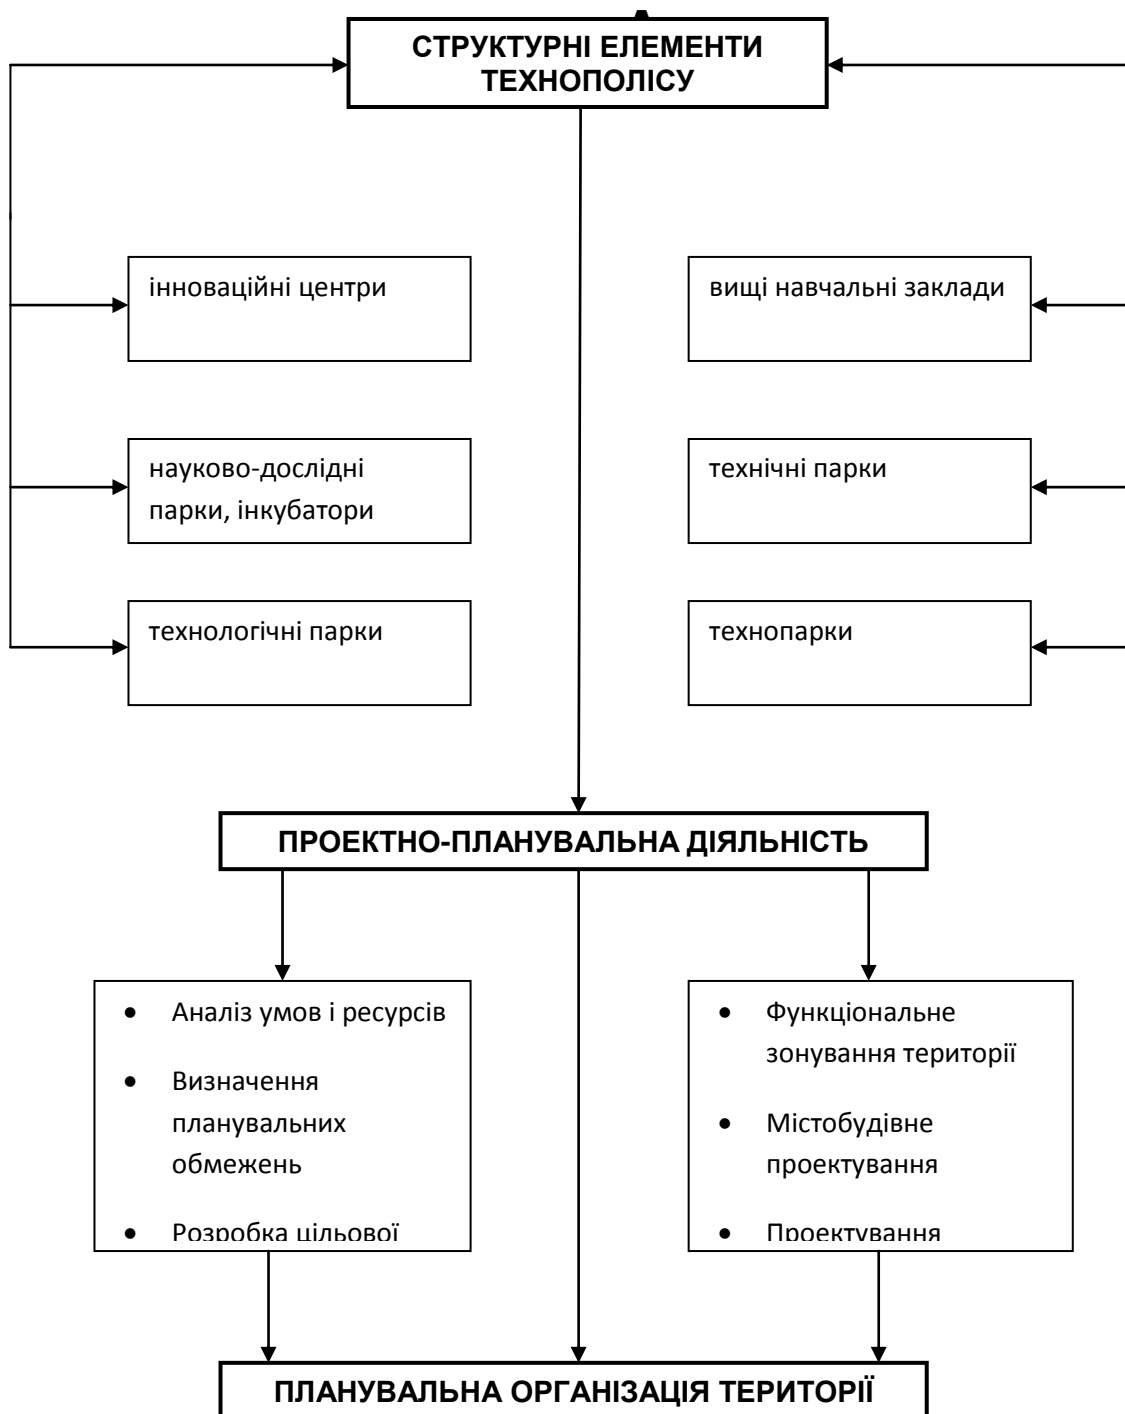 СТРУКТУРНІ ЕЛЕМЕНТИ
ТЕХНОПОЛІСУ
інноваційні центри
вищі навчальні заклади
науково-дослідні
парки, інкубатори
технічні парки
технологічні парки
технопарки
ПРОЕКТНО-ПЛАНУВАЛЬНА ДІЯЛЬНІСТЬ
• Аналіз умов і ресурсів
• Визначення
планувальних
обмежень
• Розробка цільової
• Функціональне
зонування території
• Містобудівне
проектування
• Проектування
ПЛАНУВАЛЬНА ОРГАНІЗАЦІЯ ТЕРИТОРІЇ